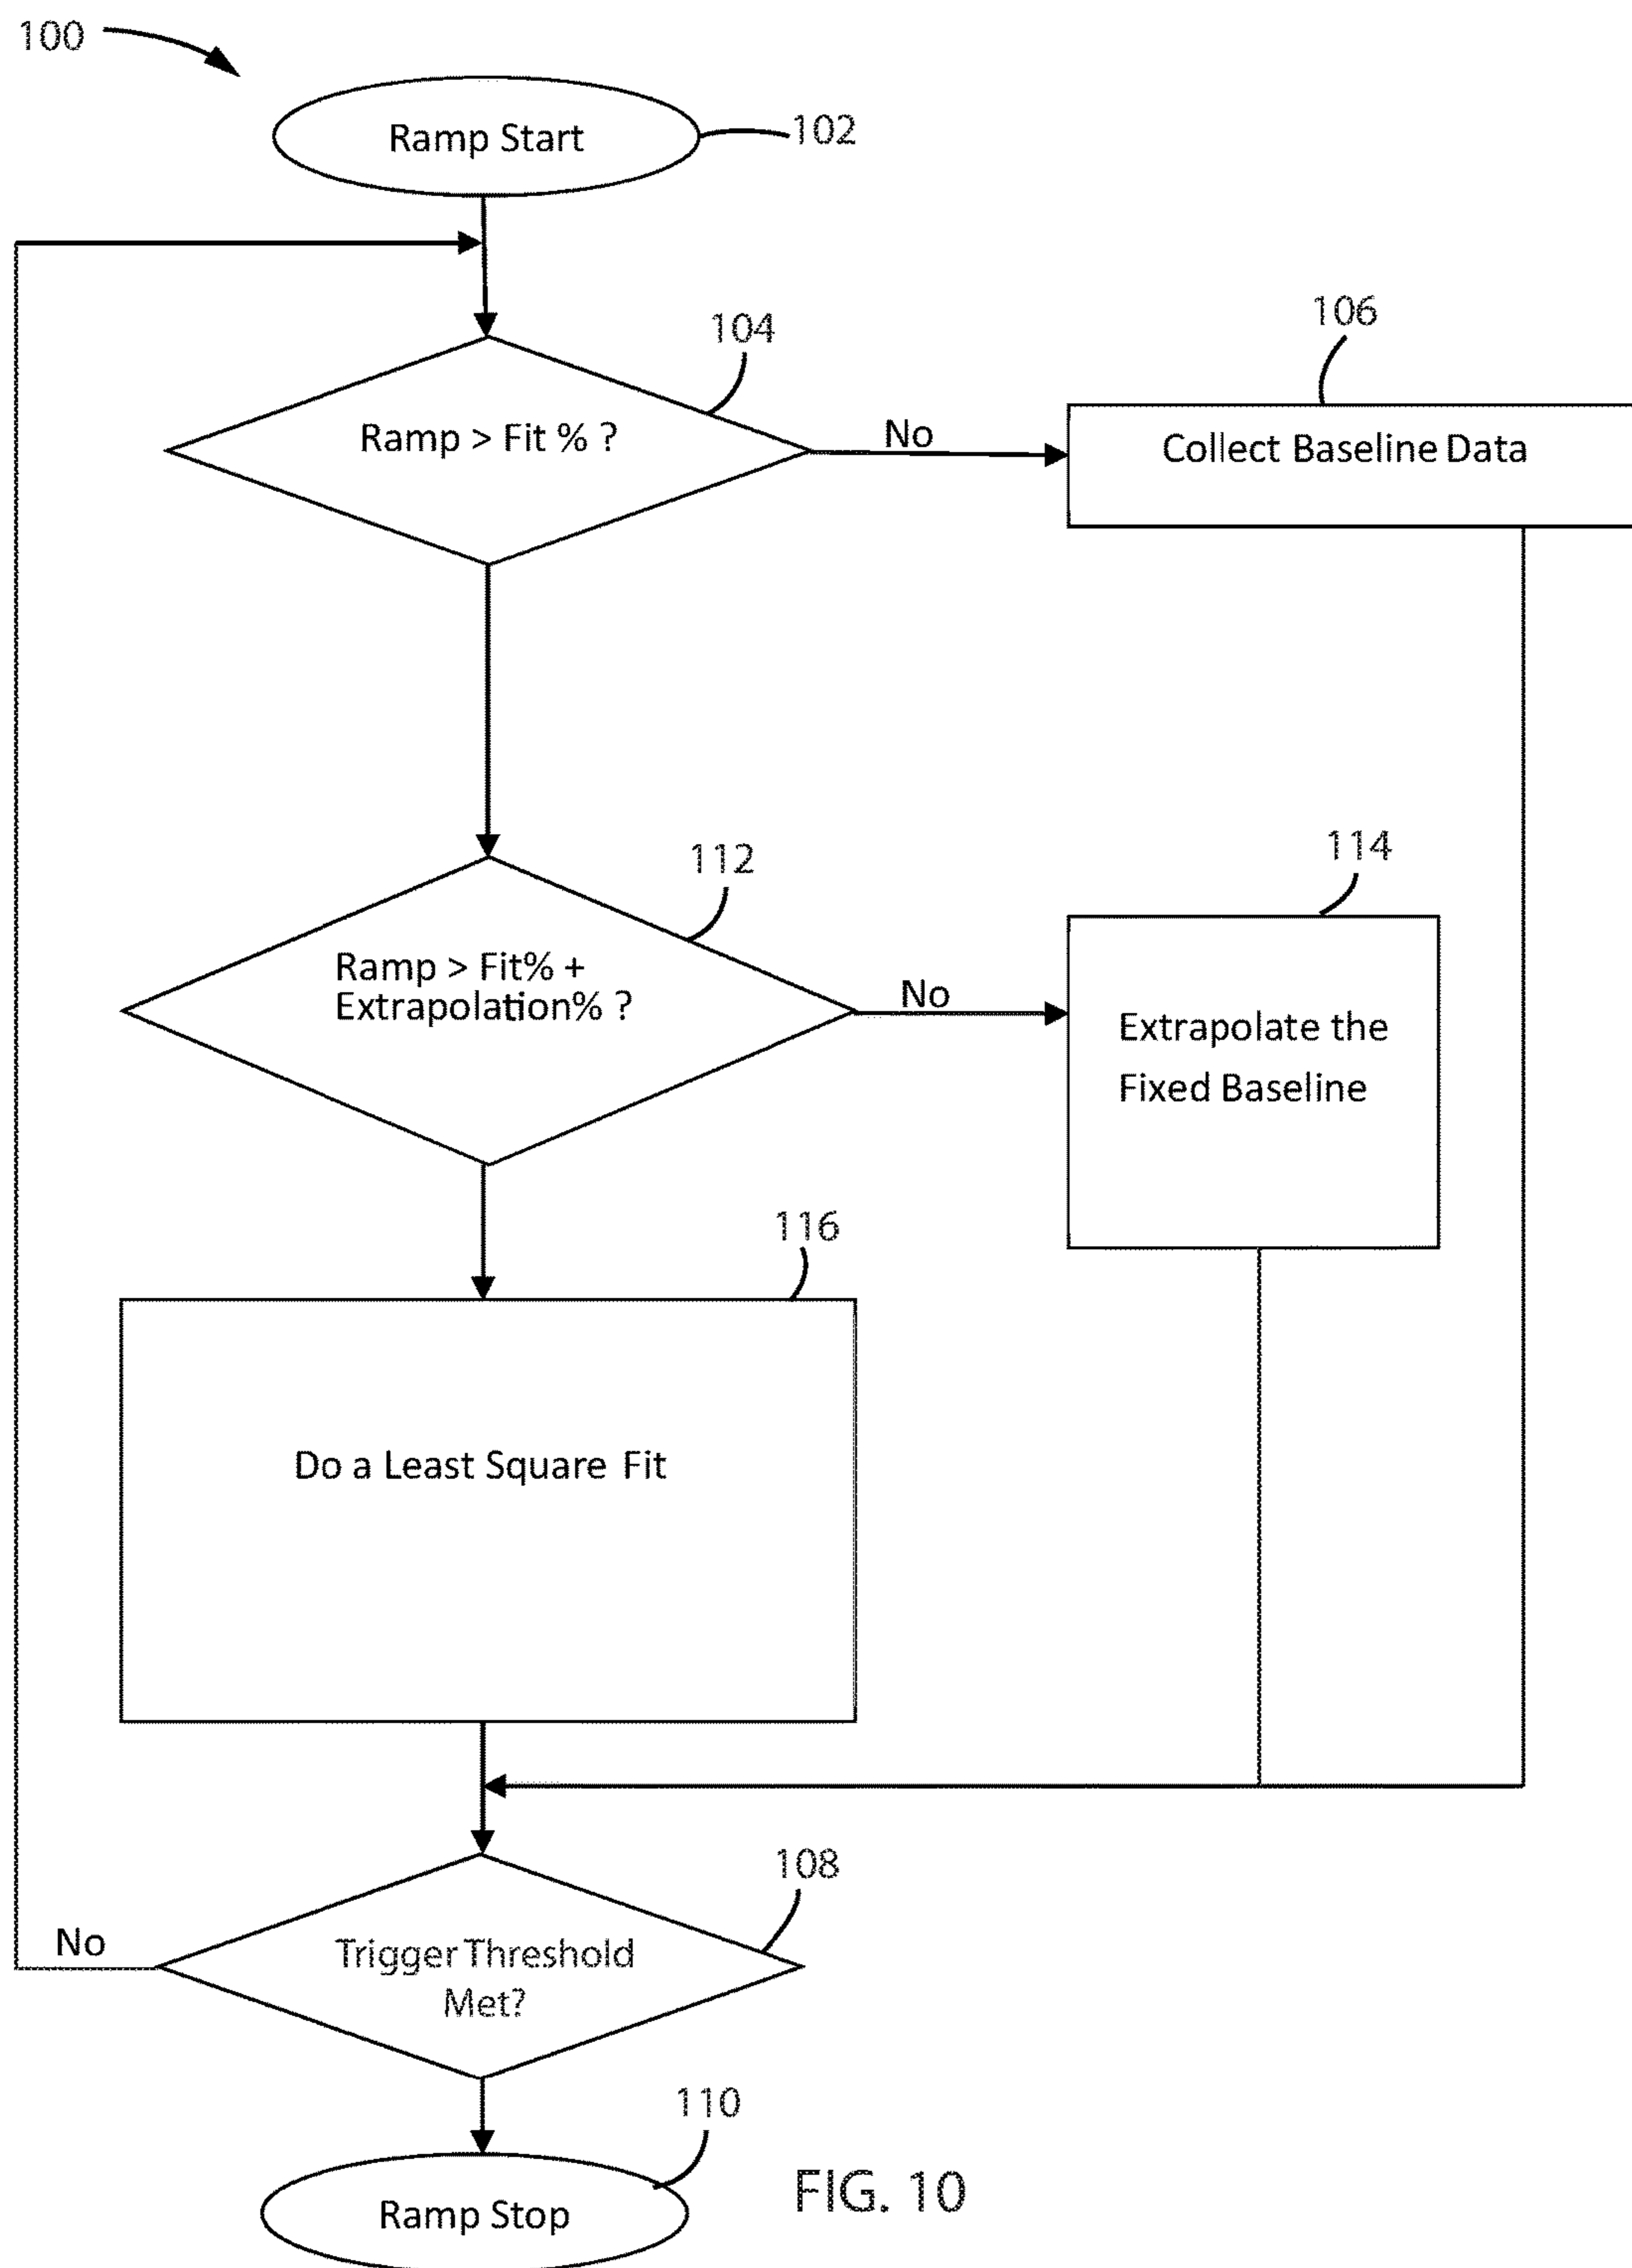 100
Ramp Start
102
104
Ramp > Fit % ?
No
106
Collect Baseline Data
112
Ramp > Fit% +
Extrapolation% ?
No
114
Extrapolate the
Fixed Baseline
116
Do a Least Square Fit
108
No
Trigger Threshold
Met?
110
Ramp Stop
FIG. 10